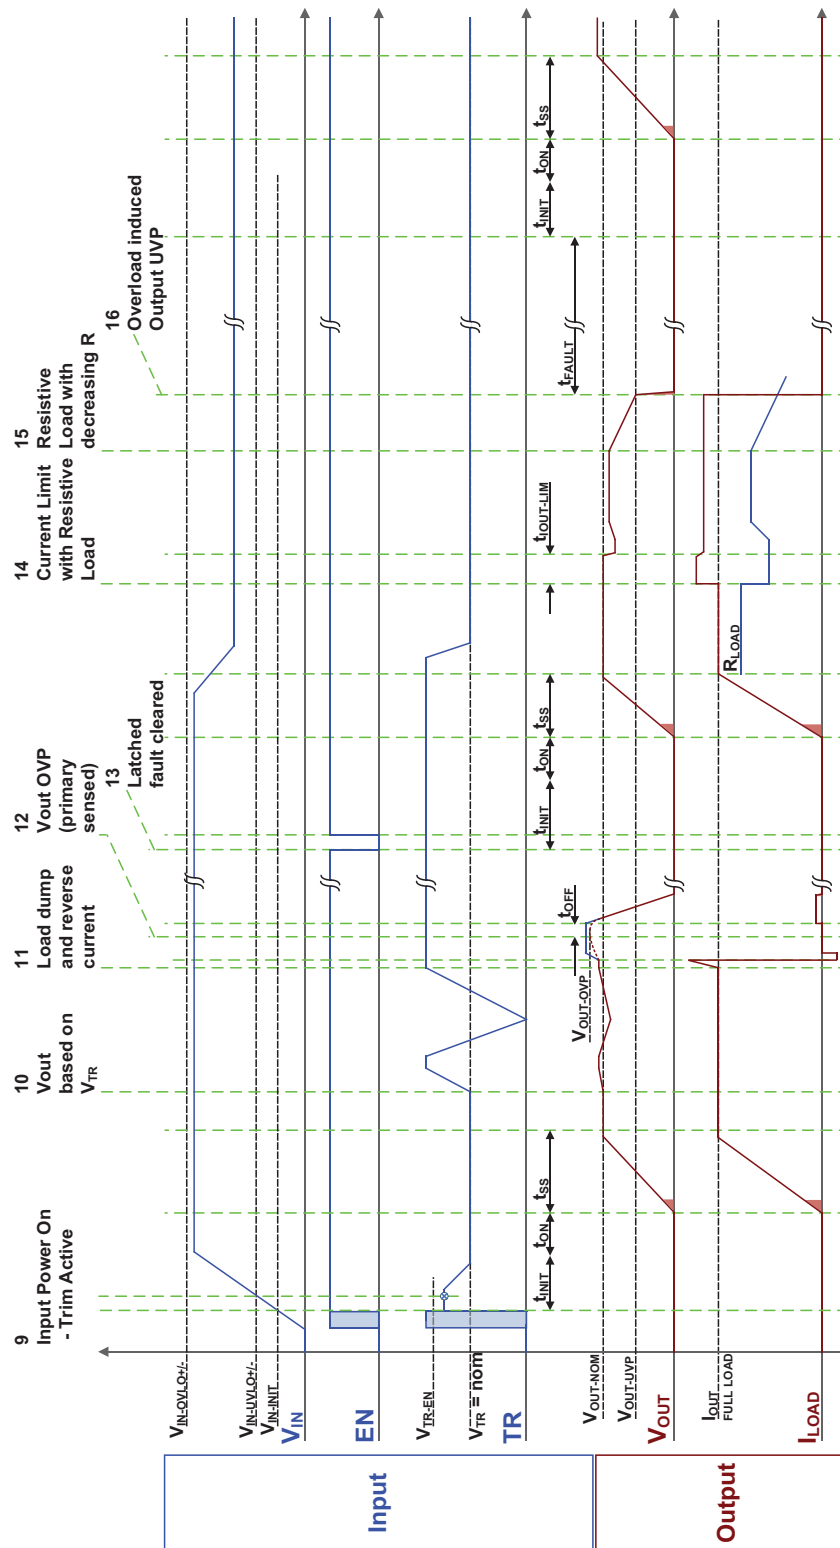 9
Input Power On
- Trim Active
10
Vout
based on
VTR
11
Load dump
and reverse
current
12
Vout OVP
(primary
sensed)
13
Latched
fault cleared
14
Current Limit
with Resistive
Load
15
Resistive
Load with
decreasing R
16
Overload induced
Output UVP
Input
VIN-OVLO+/-
VIN-UVLO+/-
VIN-INIT
VIN
EN
VTR-EN
VTR = nom
TR
tINIT
tON
tSS
tOFF
tINIT
tON
tSS
tIOUT-LIM
tFAULT
tINIT
tON
tSS
Output
VOUT-NOM
VOUT-UVP
VOUT
VOUT-OVP
IOUT
FULL LOAD
RLOAD
ILOAD